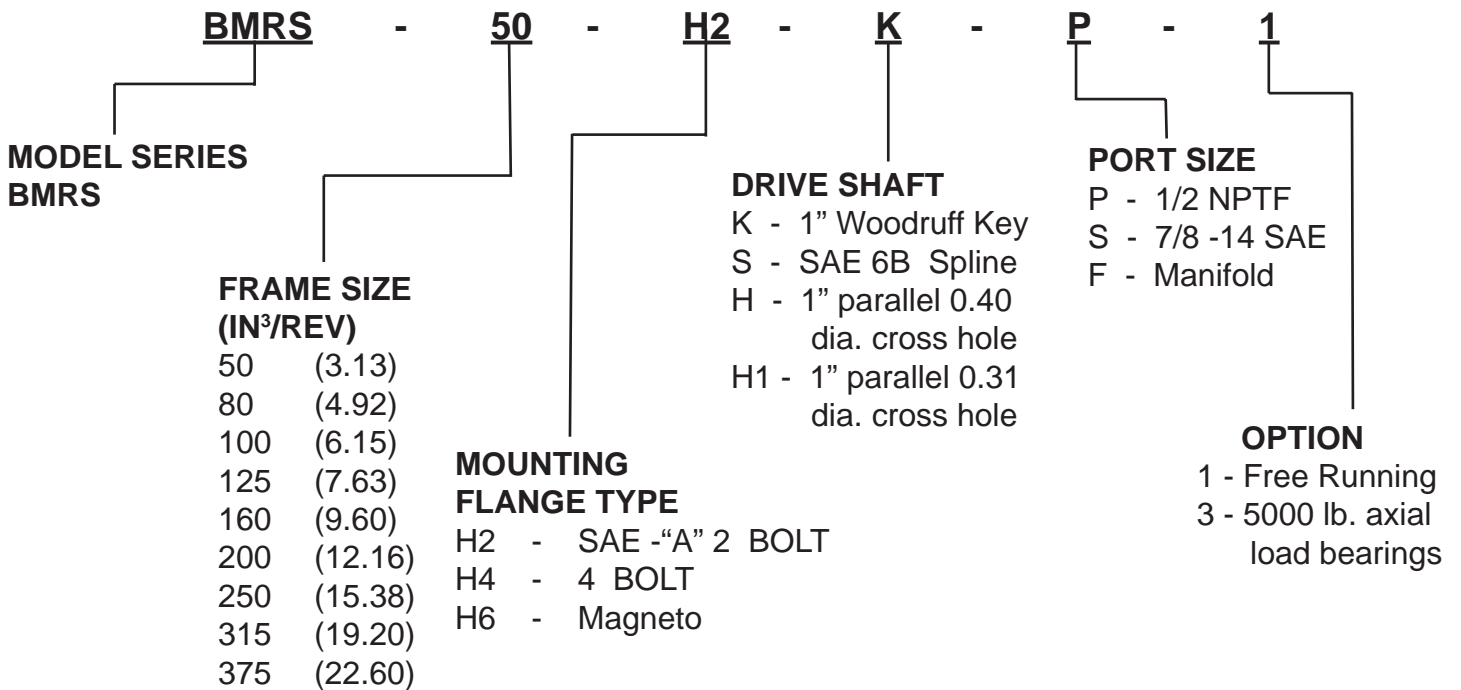 BMRS - 50 - H2 - K - P - 1
MODEL SERIES
BMRS
FRAME SIZE
(IN³/REV)
50 (3.13)
80 (4.92)
100 (6.15)
125 (7.63)
160 (9.60)
200 (12.16)
250 (15.38)
315 (19.20)
375 (22.60)
MOUNTING
FLANGE TYPE
H2 - SAE -“A” 2 BOLT
H4 - 4 BOLT
H6 - Magneto
DRIVE SHAFT
K - 1” Woodruff Key
S - SAE 6B Spline
H - 1” parallel 0.40
dia. cross hole
H1 - 1” parallel 0.31
dia. cross hole
PORT SIZE
P - 1/2 NPTF
S - 7/8 -14 SAE
F - Manifold
OPTION
1 - Free Running
3 - 5000 lb. axial
load bearings